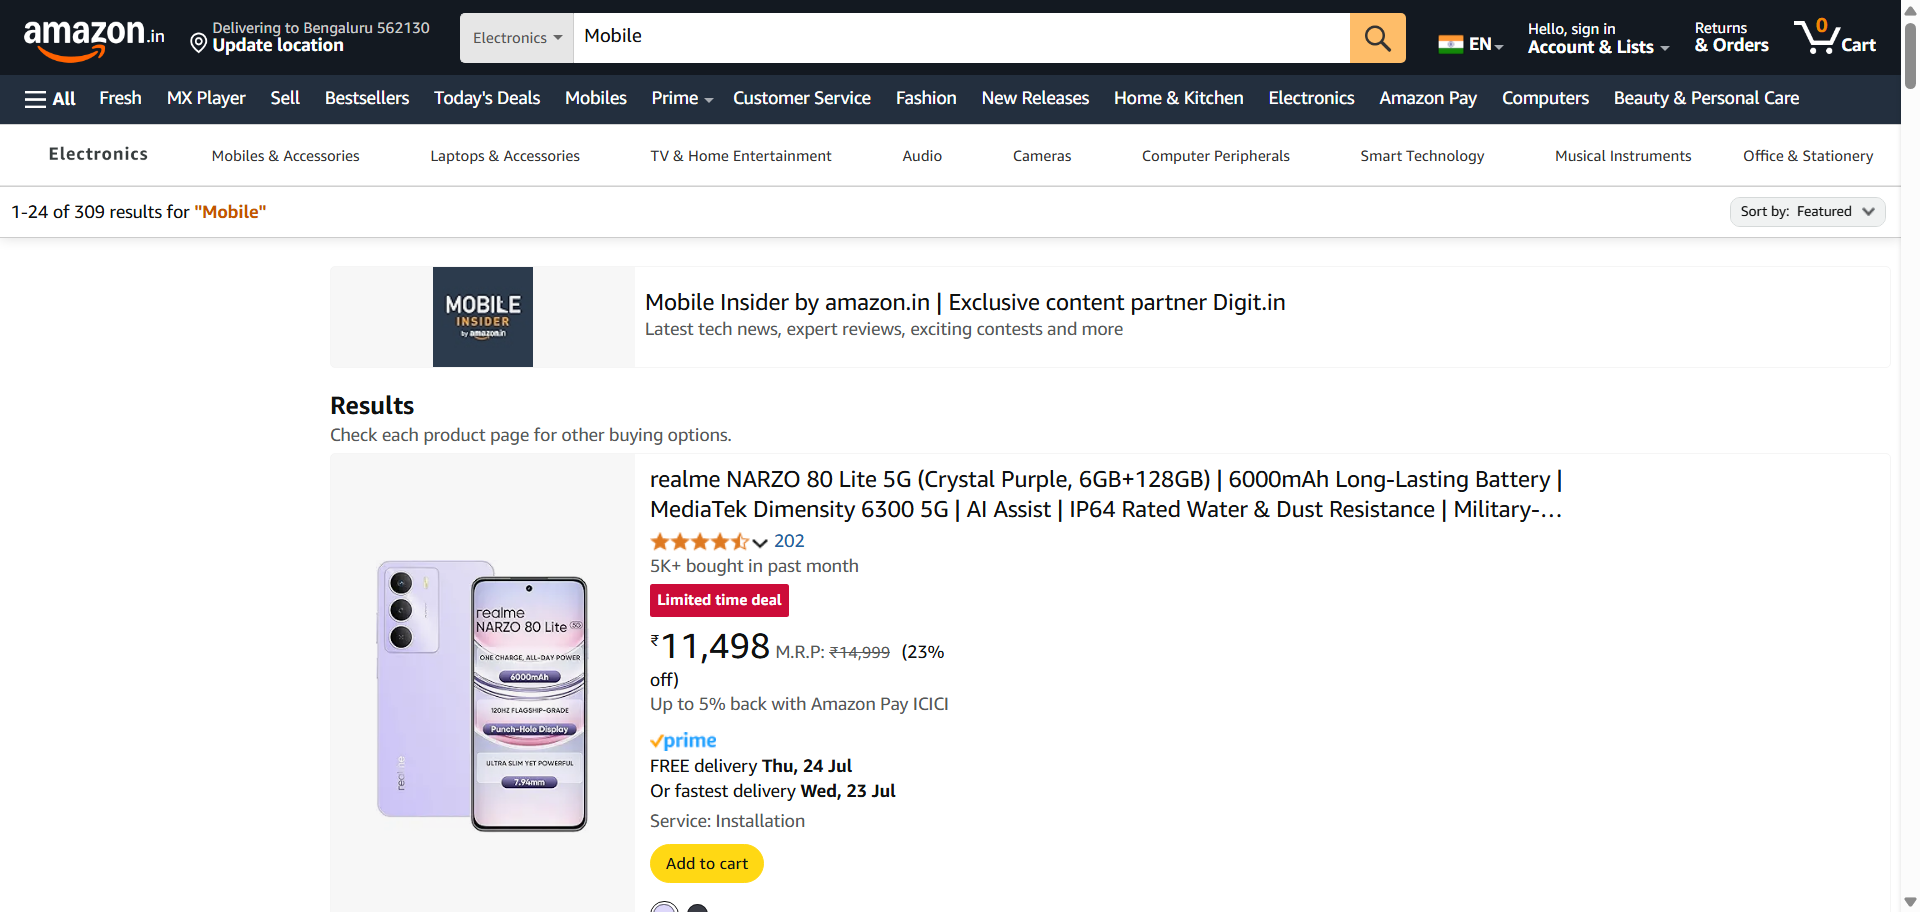 amazon.in
Delivering to Bengaluru 562130
Update location
Electronics
Mobile
EN
Hello, sign in
Account & Lists
Returns
& Orders
0
Cart
All
Fresh
MX Player
Sell
Bestsellers
Today's Deals
Mobiles
Prime
Customer Service
Fashion
New Releases
Home & Kitchen
Electronics
Amazon Pay
Computers
Beauty & Personal Care
Electronics
Mobiles & Accessories
Laptops & Accessories
TV & Home Entertainment
Audio
Cameras
Computer Peripherals
Smart Technology
Musical Instruments
Office & Stationery
1-24 of 309 results for "Mobile"
Sort by: Featured
MOBILE
INSIDER
by amazon.in
Mobile Insider by amazon.in | Exclusive content partner Digit.in
Latest tech news, expert reviews, exciting contests and more
Results
Check each product page for other buying options.
realme
realme
NARZO 80 Lite 5G
ONE CHARGE, ALL-DAY POWER
6000mAh
120HZ FLAGSHIP-GRADE
Punch-Hole Display
ULTRA SLIM YET POWERFUL
7.94mm
realme NARZO 80 Lite 5G (Crystal Purple, 6GB+128GB) | 6000mAh Long-Lasting Battery |
MediaTek Dimensity 6300 5G | AI Assist | IP64 Rated Water & Dust Resistance | Military-…
202
5K+ bought in past month
Limited time deal
₹11,498 M.R.P: ₹14,999 (23%
off)
Up to 5% back with Amazon Pay ICICI
prime
FREE delivery Thu, 24 Jul
Or fastest delivery Wed, 23 Jul
Service: Installation
Add to cart